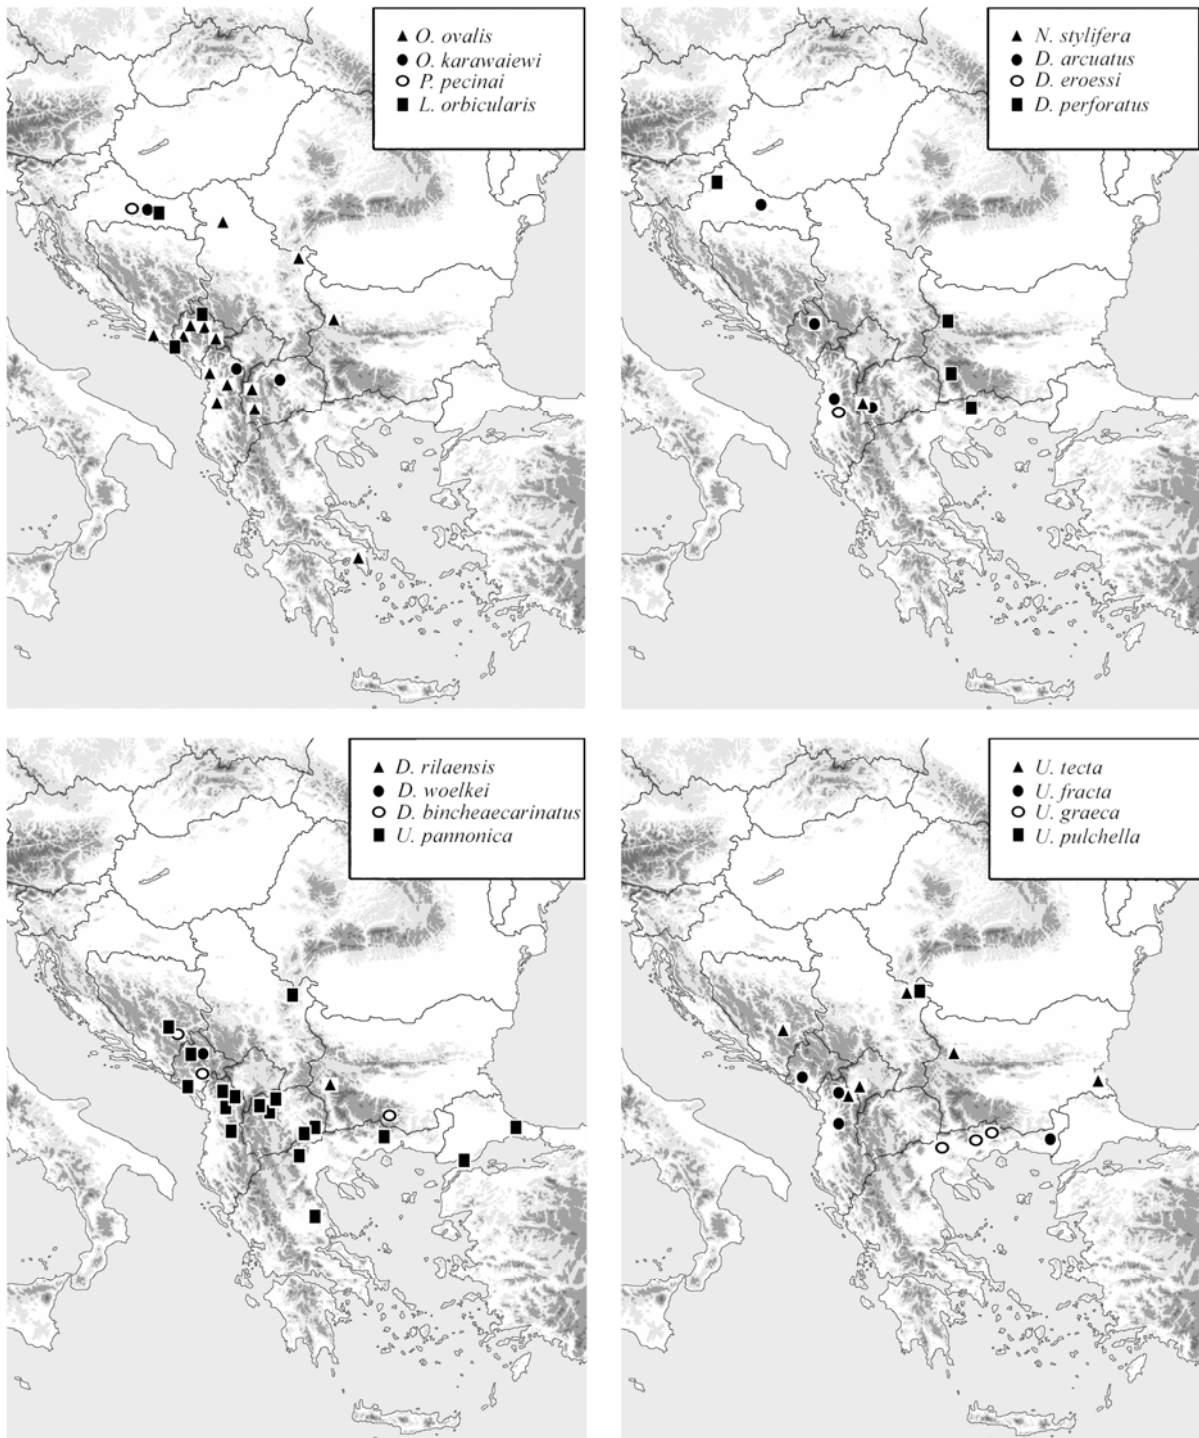 O. ovalis
O. karawaiewi
P. pecinai
L. orbicularis
N. stylifera
D. arcuatus
D. eroessi
D. perforatus
D. rilaensis
D. woelkei
D. bincheaecarinatus
U. pannonica
U. tecta
U. fracta
U. graeca
U. pulchella